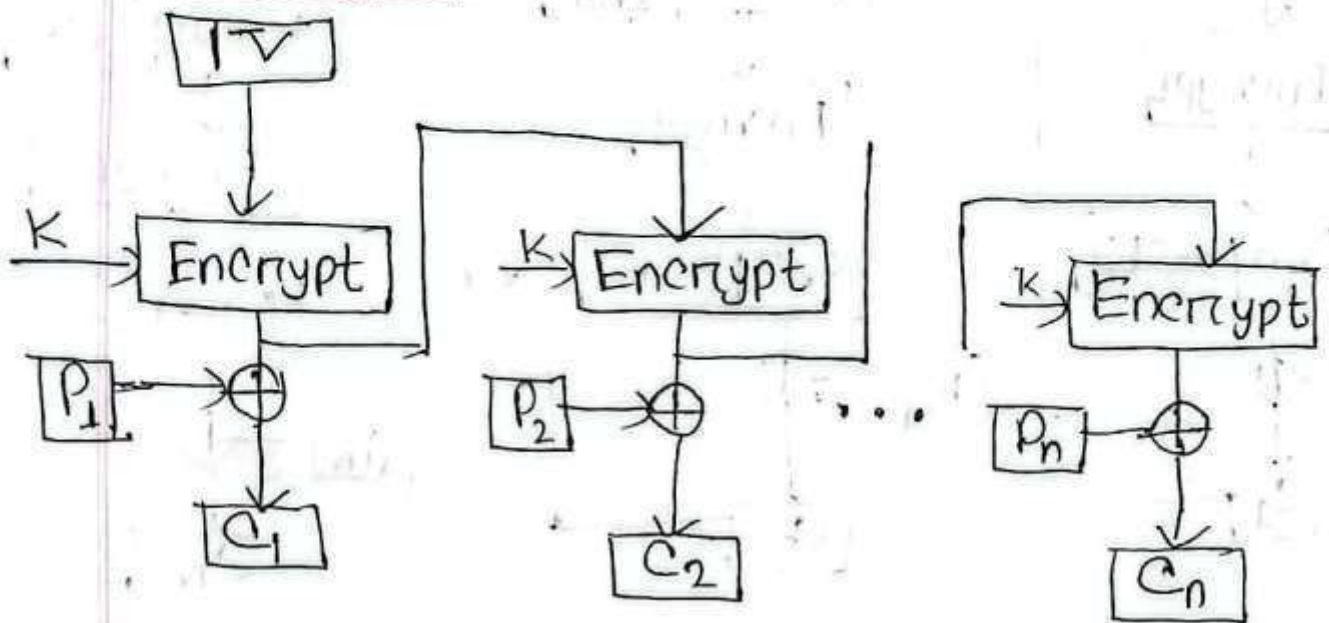 IV
K
Encrypt
K
Encrypt
K
Encrypt
P1
P2
...
Pn
C1
C2
Cn